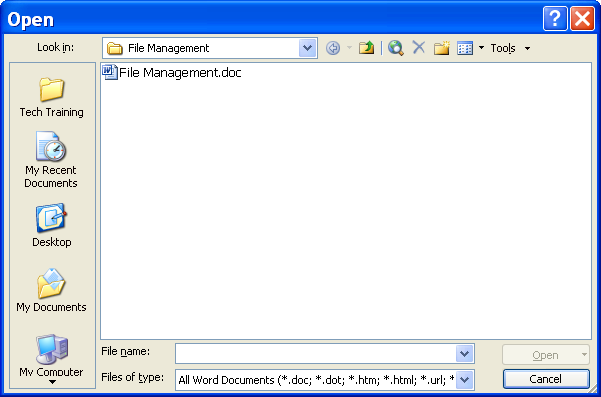 Open
Look in: File Management Tools
File Management.doc
Tech Training
My Recent
Documents
Desktop
My Documents
My Computer
File name: Open
Files of type: All Word Documents (*.doc; *.dot; *.htm; *.html; *.url; * Cancel